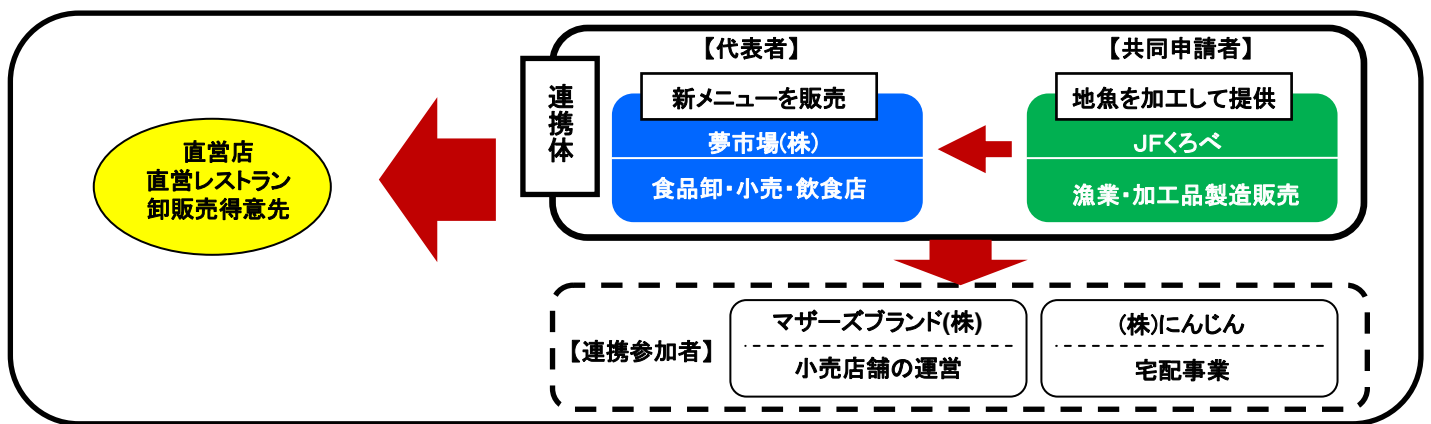 【代表者】
【共同申請者】
連携体
新メニューを販売
地魚を加工して提供
夢市場(株)
JFくろべ
食品卸・小売・飲食店
漁業・加工品製造販売
直営店
直営レストラン
卸販売得意先
【連携参加者】
マザーズブランド(株)
小売店舗の運営
(株)にんじん
宅配事業